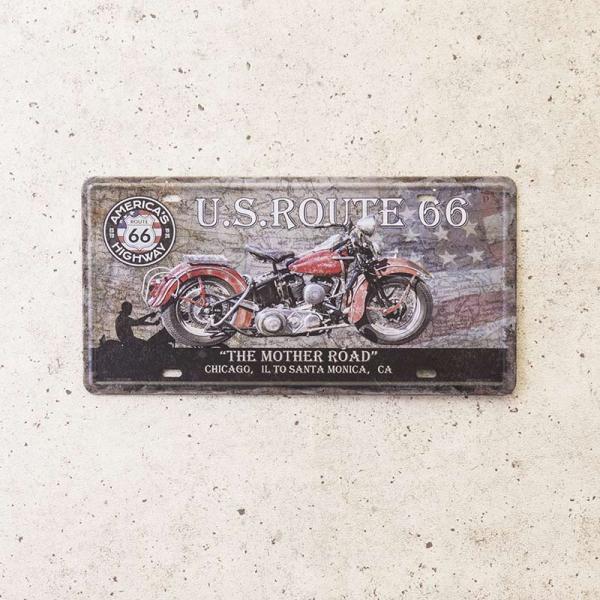 U.S.ROUTE 66
AMERICA'S
ROUTE
66
HIGHWAY
"THE MOTHER ROAD"
CHICAGO, IL TO SANTA MONICA, CA